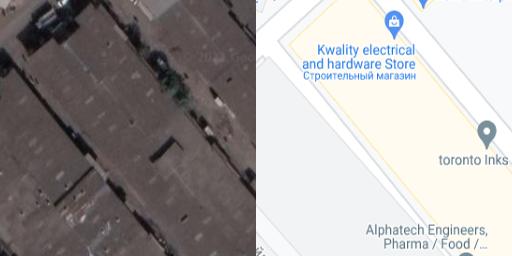 Kwality electrical
and hardware Store
Строительный магазин
toronto Inks
Alphatech Engineers,
Pharma / Food /...